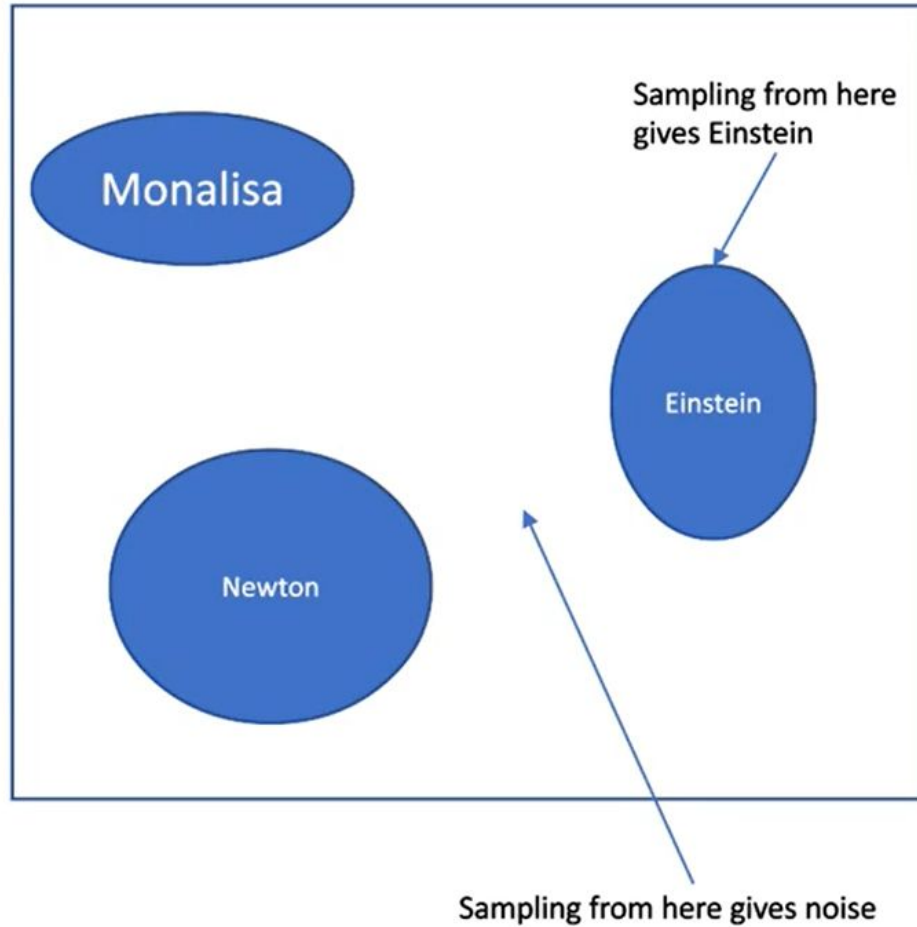 Sampling from here
gives Einstein
Monalisa
Einstein
Newton
Sampling from here gives noise